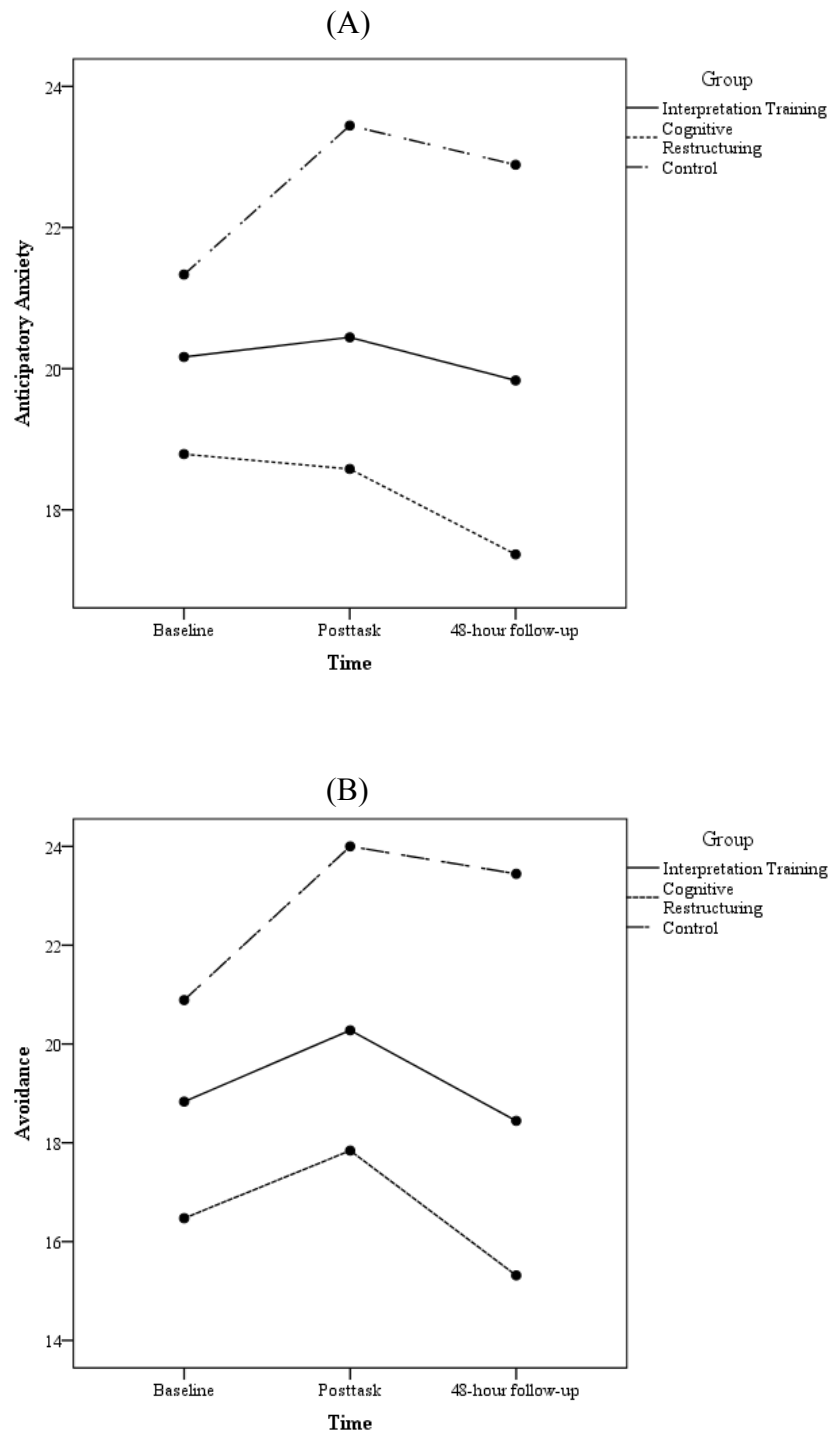 (A)
Group
Interpretation Training
Cognitive
Restructuring
Control
24
22
20
18
Anticipatory Anxiety
Baseline
Posttask
48-hour follow-up
Time
(B)
Group
Interpretation Training
Cognitive
Restructuring
Control
24
22
20
18
16
14
Avoidance
Baseline
Posttask
48-hour follow-up
Time